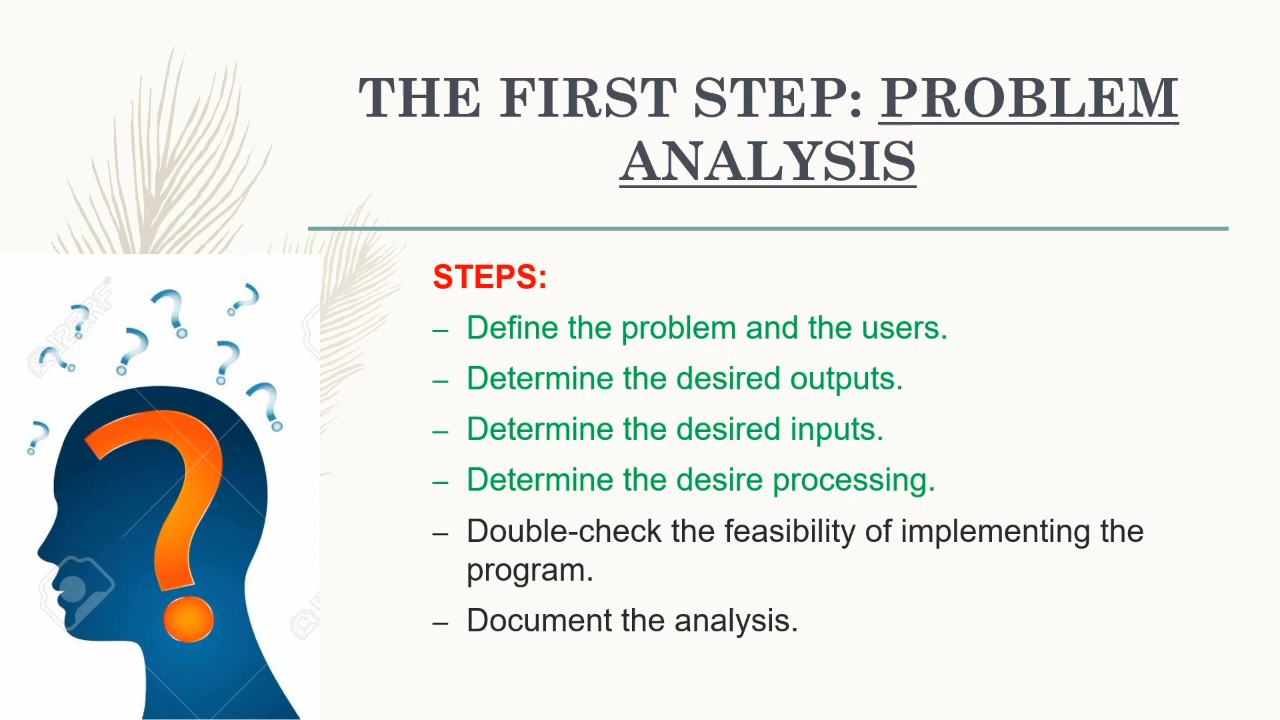 THE FIRST STEP: PROBLEM
ANALYSIS
STEPS:
– Define the problem and the users.
– Determine the desired outputs.
– Determine the desired inputs.
– Determine the desire processing.
– Double-check the feasibility of implementing the
program.
– Document the analysis.
123RF